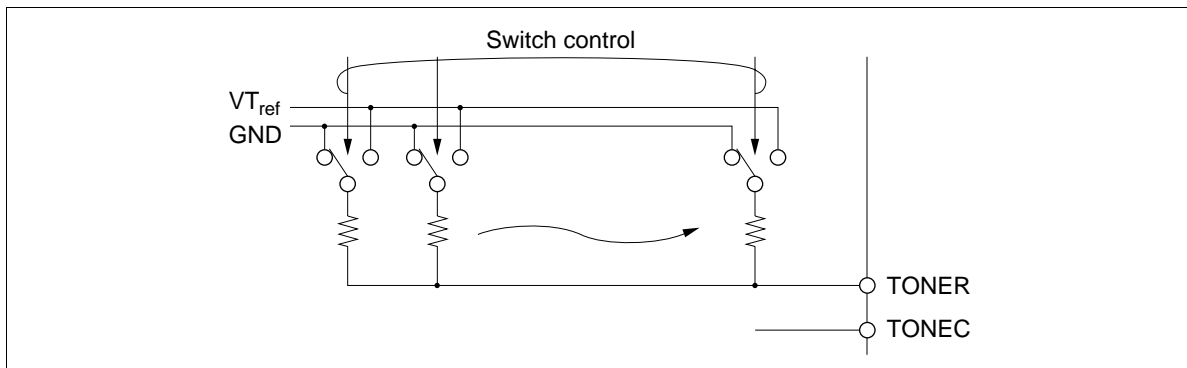 Switch control
VTref
GND
TONER
TONEC